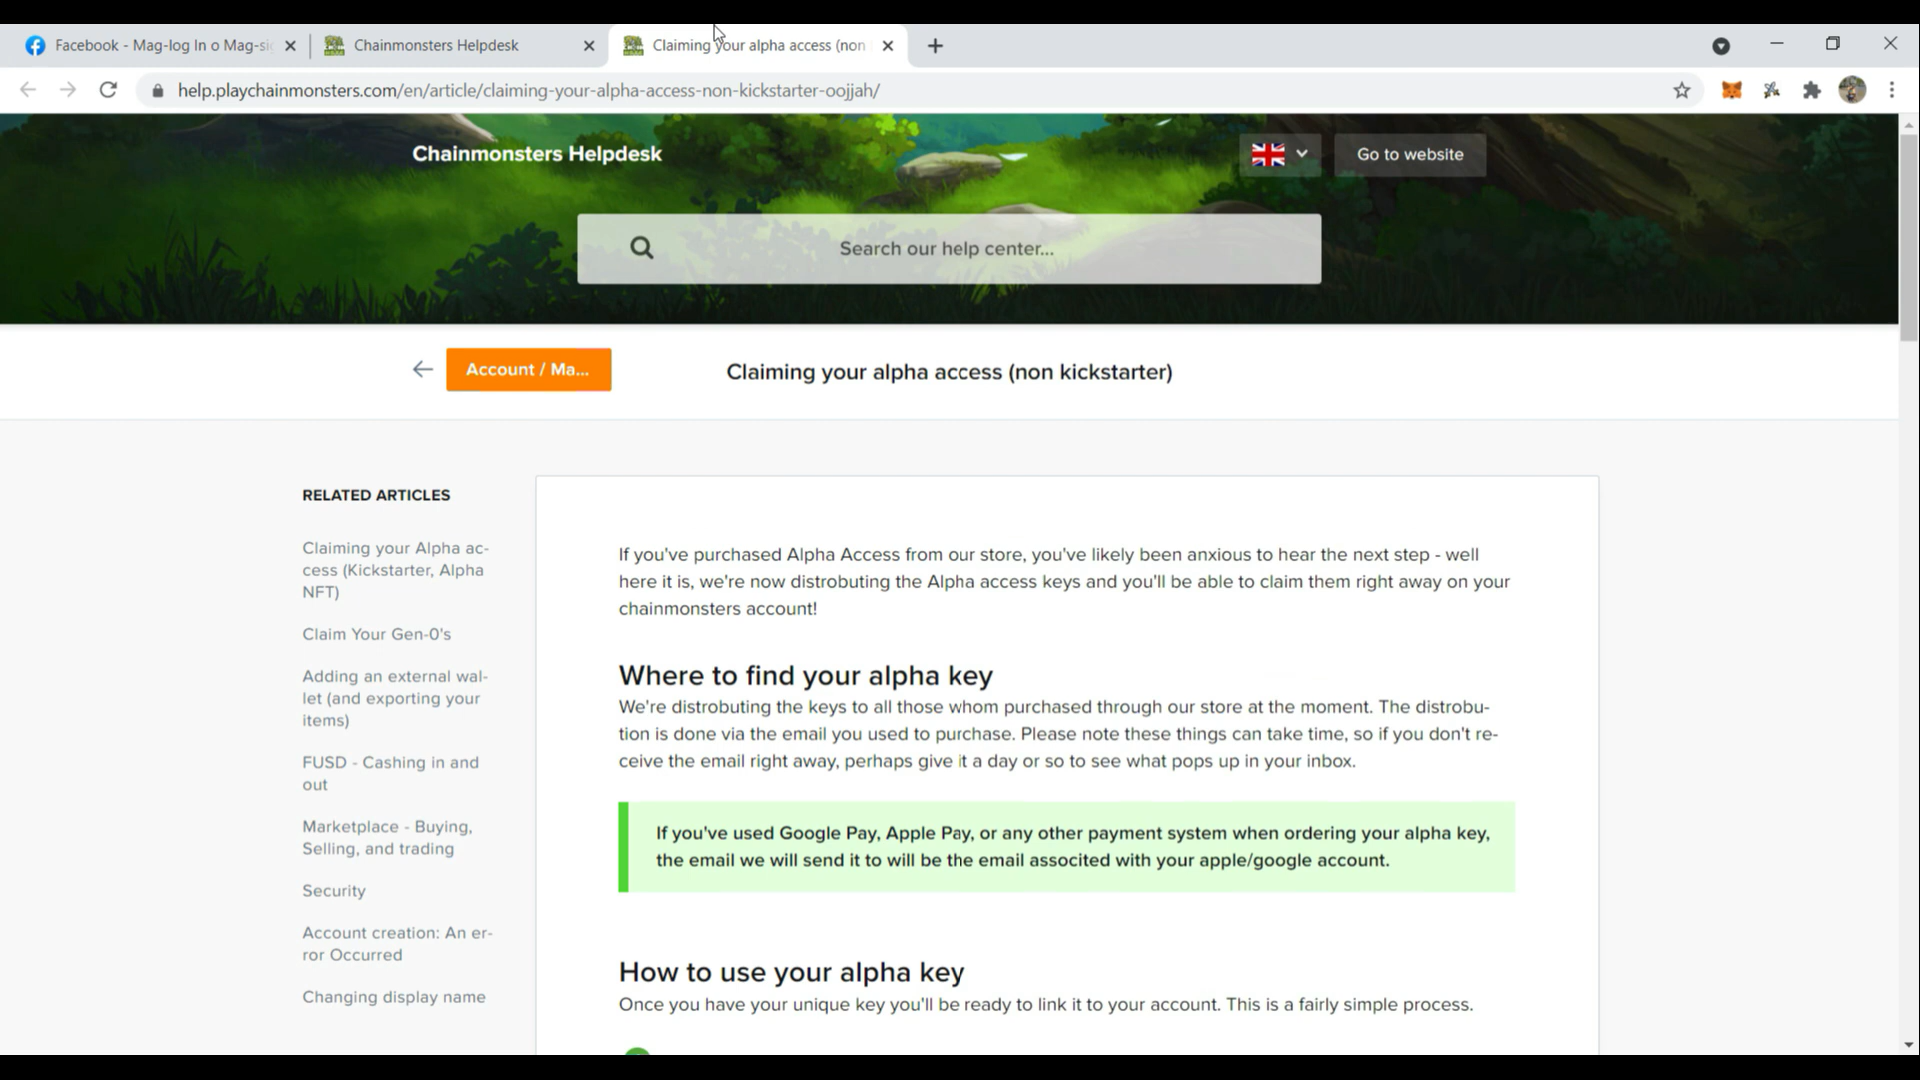 Facebook - Mag-log In o Mag-si
Chainmonsters Helpdesk
Claiming your alpha access (non
help.playchainmonsters.com/en/article/claiming-your-alpha-access-non-kickstarter-oojjah/
Chainmonsters Helpdesk
Go to website
Search our help center...
Account / Ma...
Claiming your alpha access (non kickstarter)
RELATED ARTICLES
Claiming your Alpha ac-
cess (Kickstarter, Alpha
NFT)
Claim Your Gen-0's
Adding an external wal-
let (and exporting your
items)
FUSD - Cashing in and
out
Marketplace - Buying,
Selling, and trading
Security
Account creation: An er-
ror Occurred
Changing display name
If you've purchased Alpha Access from our store, you've likely been anxious to hear the next step - well
here it is, we're now distrobuting the Alpha access keys and you'll be able to claim them right away on your
chainmonsters account!
Where to find your alpha key
We're distrobuting the keys to all those whom purchased through our store at the moment. The distrobu-
tion is done via the email you used to purchase. Please note these things can take time, so if you don't re-
ceive the email right away, perhaps give it a day or so to see what pops up in your inbox.
If you've used Google Pay, Apple Pay, or any other payment system when ordering your alpha key,
the email we will send it to will be the email associted with your apple/google account.
How to use your alpha key
Once you have your unique key you'll be ready to link it to your account. This is a fairly simple process.